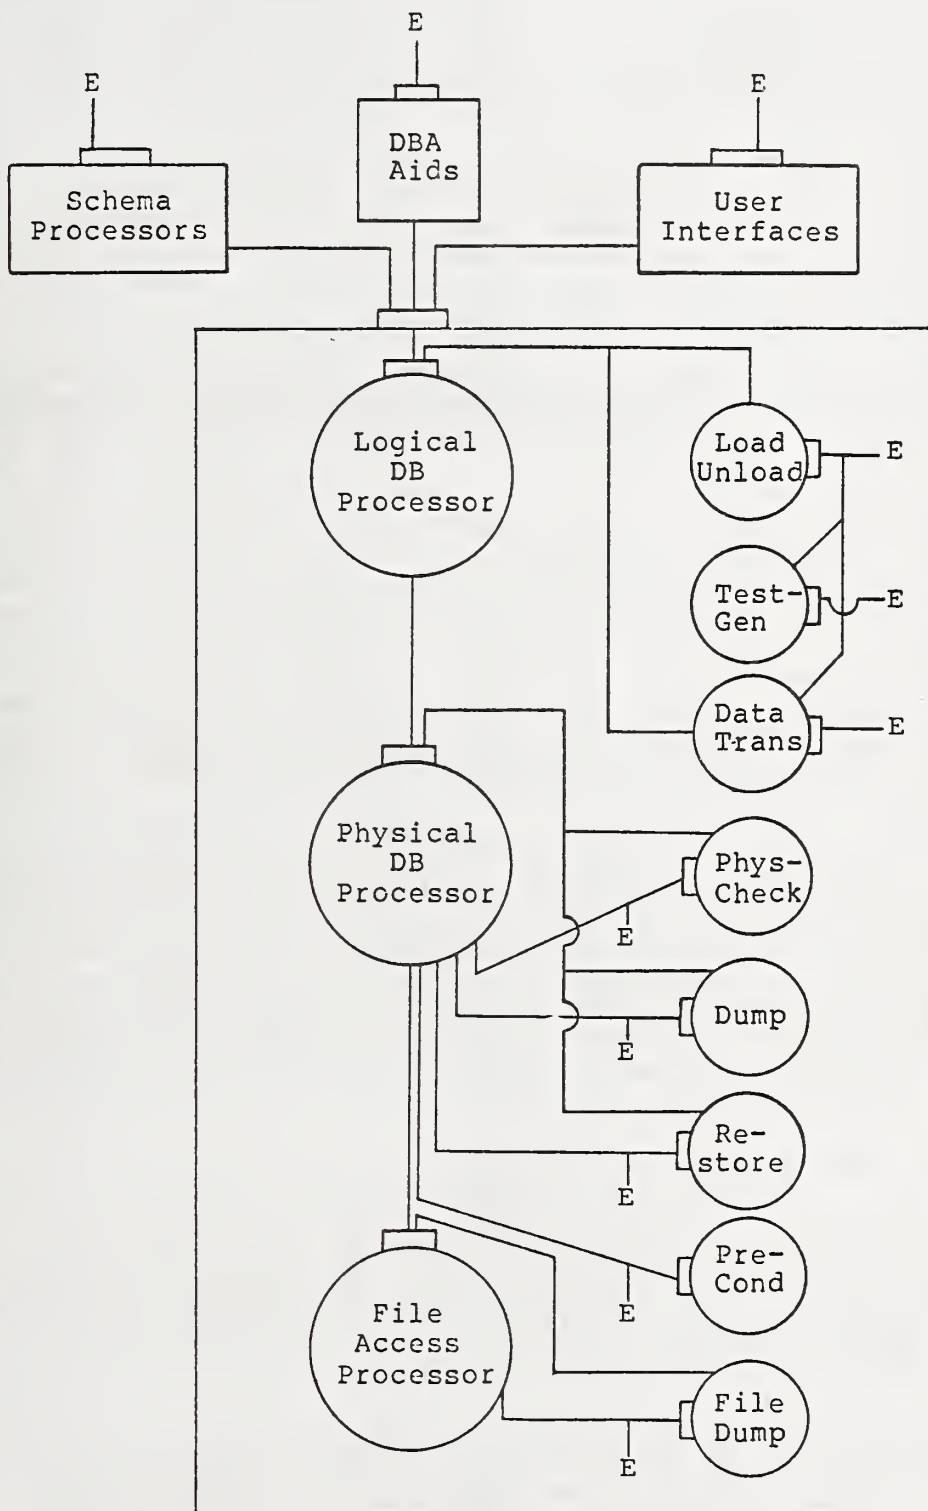 E
E
E
DBA
Aids
Schema
Processors
User
Interfaces
Logical
DB
Processor
Load
Unload
E
Test-
Gen
E
Data
Trans
E
Physical
DB
Processor
Phys-
Check
E
Dump
E
Re-
store
E
Pre-
Cond
E
File
Access
Processor
File
Dump
E